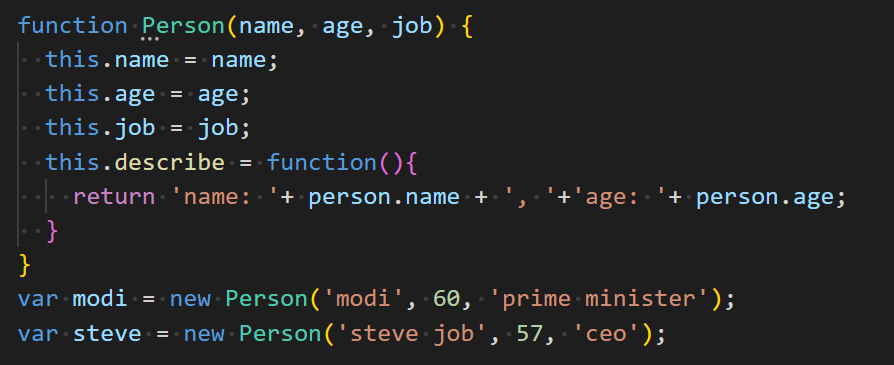 function Person(name, age, job) {
  this.name = name;
  this.age = age;
  this.job = job;
  this.describe = function(){
    return 'name: '+ person.name + ', '+'age: '+ person.age;
  }
}
var modi = new Person('modi', 60, 'prime minister');
var steve = new Person('steve job', 57, 'ceo');